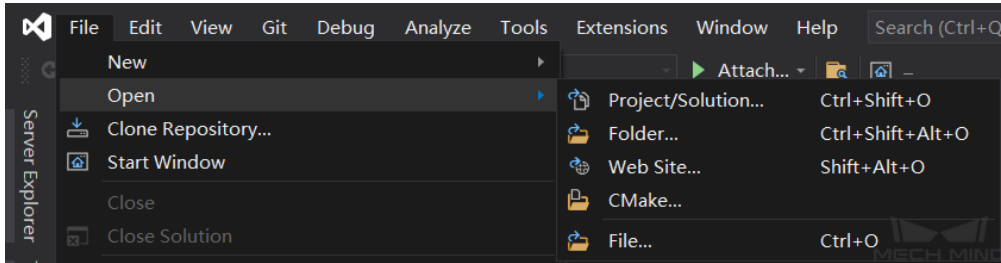 File Edit View Git Debug Analyze Tools Extensions Window Help Search (Ctrl+Q
New
Attach...
Open
Project/Solution... Ctrl+Shift+O
Clone Repository...
Folder... Ctrl+Shift+Alt+O
Start Window
Web Site... Shift+Alt+O
Close
CMake...
Close Solution
File... Ctrl+O
Server Explorer
MECH MIND